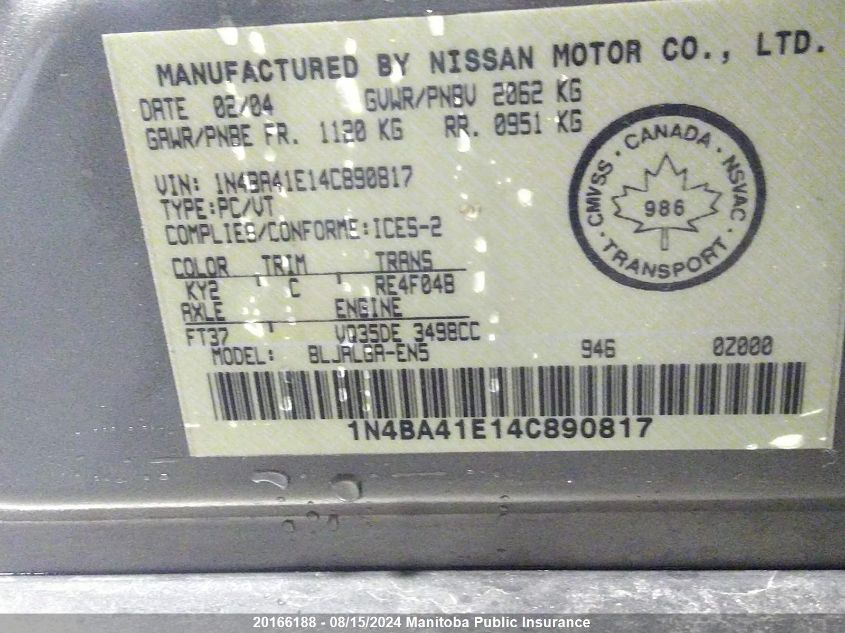 MANUFACTURED BY NISSAN MOTOR CO., LTD.
DATE 02/04 GVWR/PNBV 2062 KG
GAWR/PNBE FR. 1120 KG RR. 0951 KG
CMVSS · CANADA · NSVAC · TRANSPORT ·
986
VIN: 1N4BA41E14C890817
TYPE:PC/VT
COMPLIES/CONFORME:ICES-2
COLOR TRIM TRANS
KY2 C RE4F04B
AXLE ENGINE
FT37 VQ35DE 3498CC
MODEL: BLJALBA-EN5 946 0Z000
1N4BA41E14C890817
20166188 - 08/15/2024 Manitoba Public Insurance